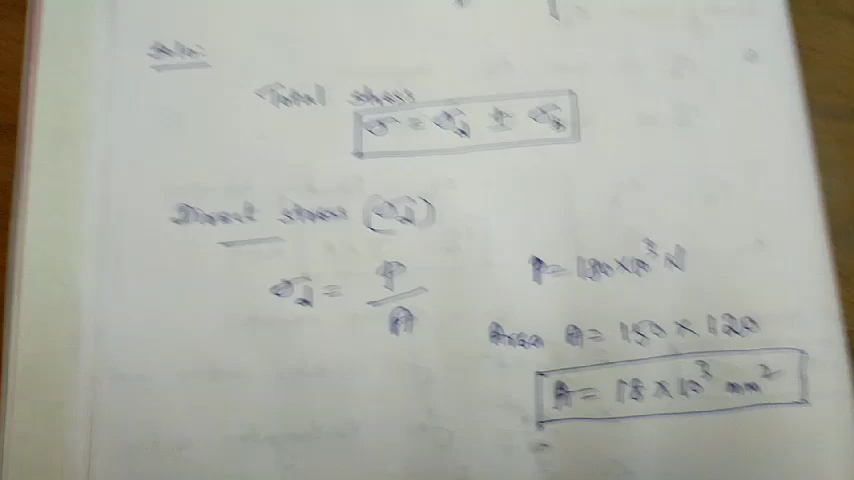 Soln:
Total stress
σ = σd ± σb
Direct stress (σd)
σd = P / A
P = 180 × 10³ N
Area A = 150 × 120
A = 18 × 10³ mm²